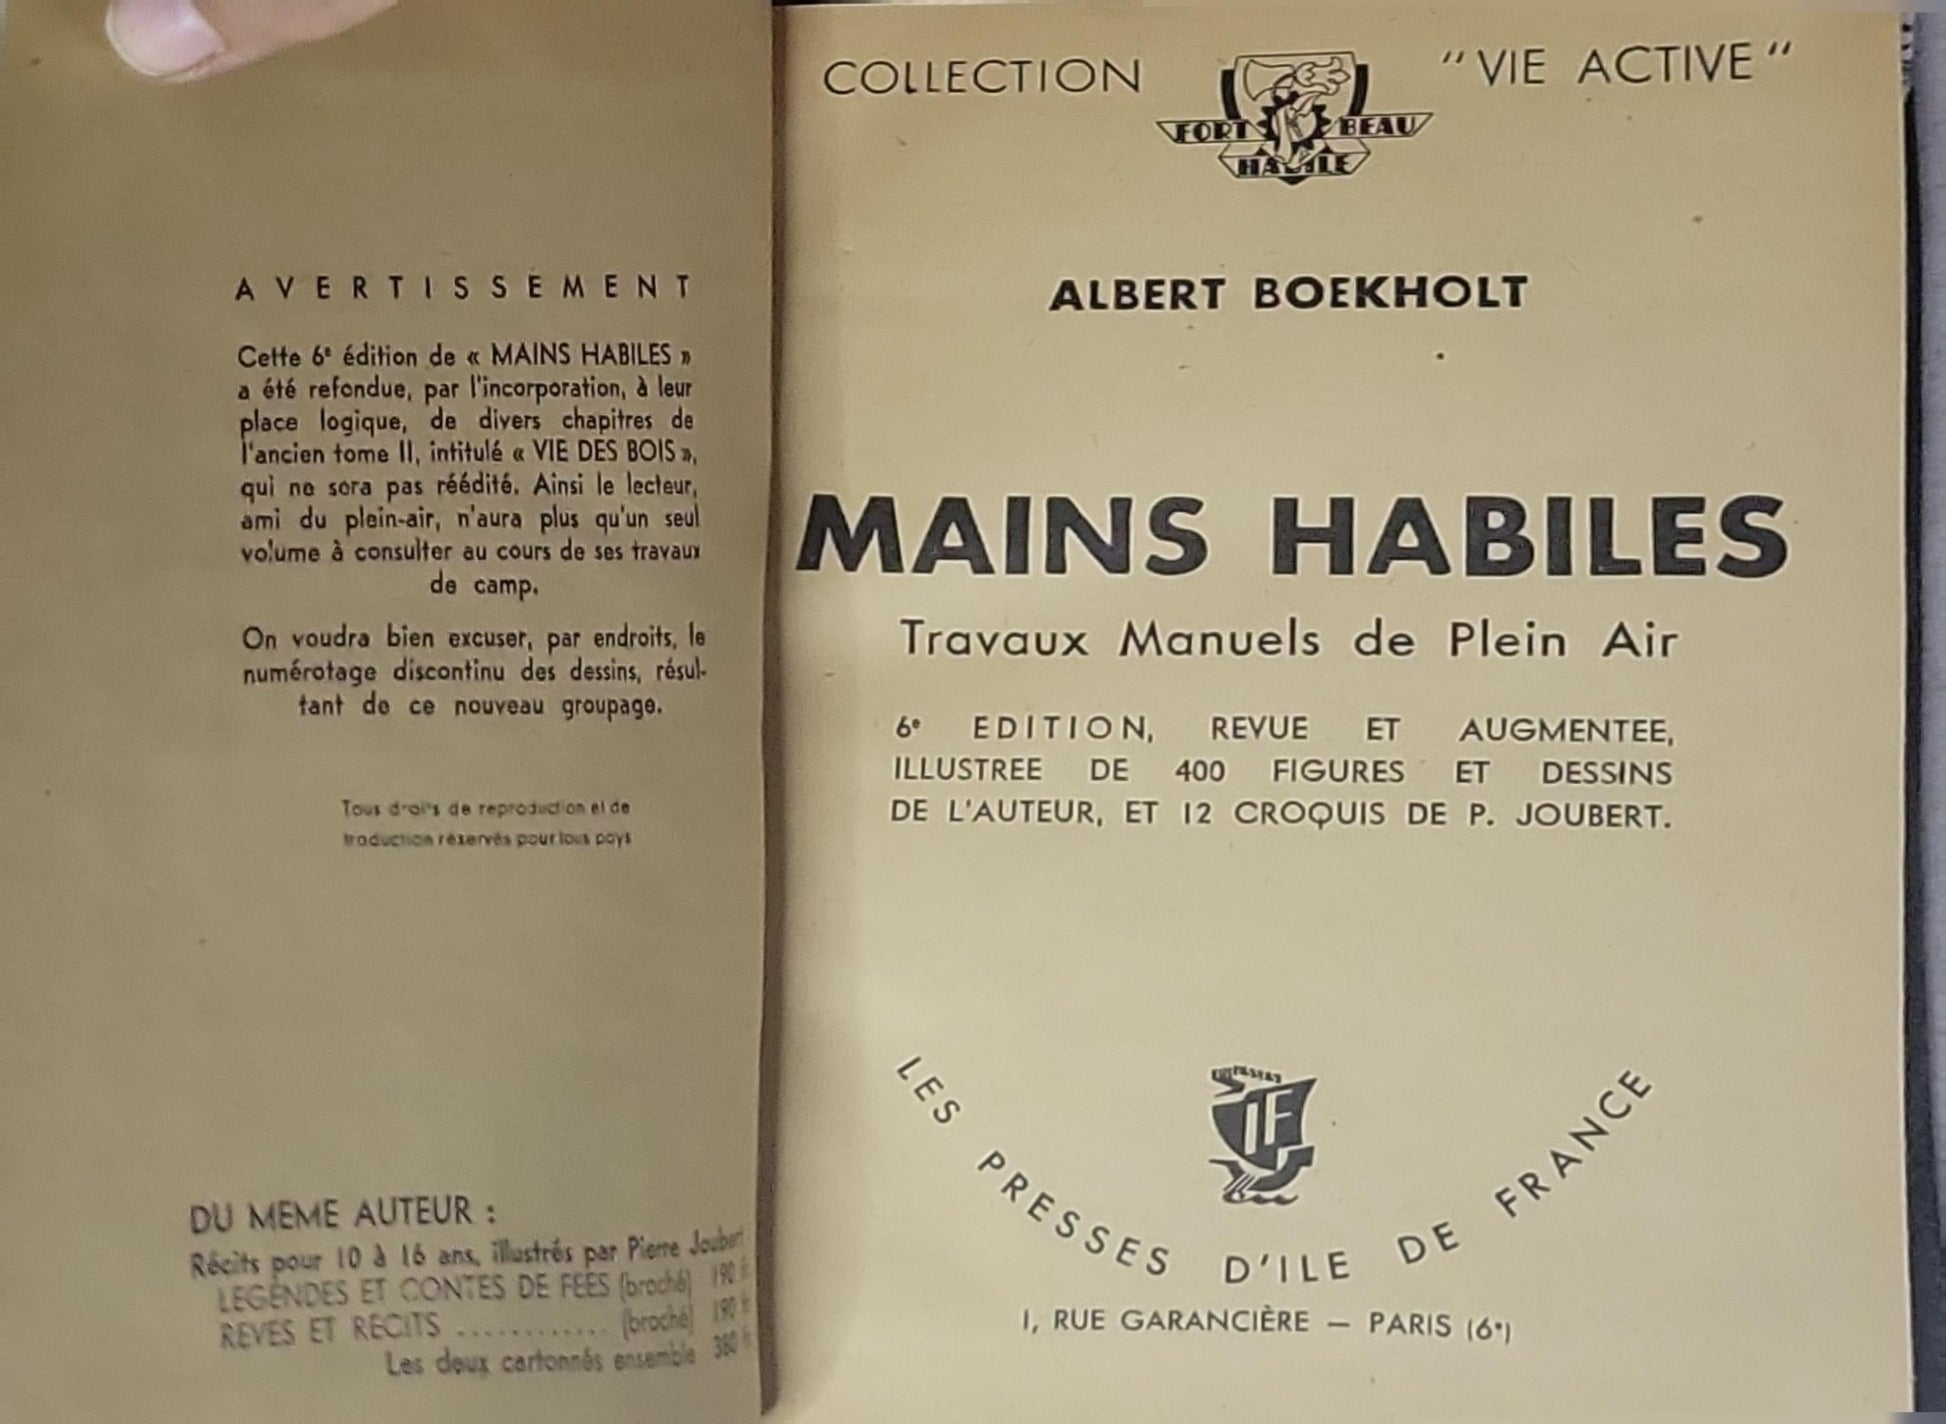 AVERTISSEMENT
Cette 6e édition de « MAINS HABILES »
a été refondue, par l'incorporation, à leur
place logique, de divers chapitres de
l'ancien tome II, intitulé « VIE DES BOIS »,
qui ne sera pas réédité. Ainsi le lecteur,
ami du plein-air, n'aura plus qu'un seul
volume à consulter au cours de ses travaux
de camp.
On voudra bien excuser, par endroits, le
numérotage discontinu des dessins, résul-
tant de ce nouveau groupage.
Tous droits de reproduction et de
traduction réservés pour tous pays
DU MEME AUTEUR :
Récits pour 10 à 16 ans, illustrés par Pierre Joubert
LEGENDES ET CONTES DE FEES (broché) 190
REVES ET RECITS ............ (broché) 190
Les deux cartonnés ensemble 380
COLLECTION "VIE ACTIVE"
FORT BEAU
HABILE
ALBERT BOEKHOLT
MAINS HABILES
Travaux Manuels de Plein Air
6e EDITION, REVUE ET AUGMENTEE,
ILLUSTREE DE 400 FIGURES ET DESSINS
DE L'AUTEUR, ET 12 CROQUIS DE P. JOUBERT.
IF
LES PRESSES D'ILE DE FRANCE
1, RUE GARANCIÈRE — PARIS (6e)